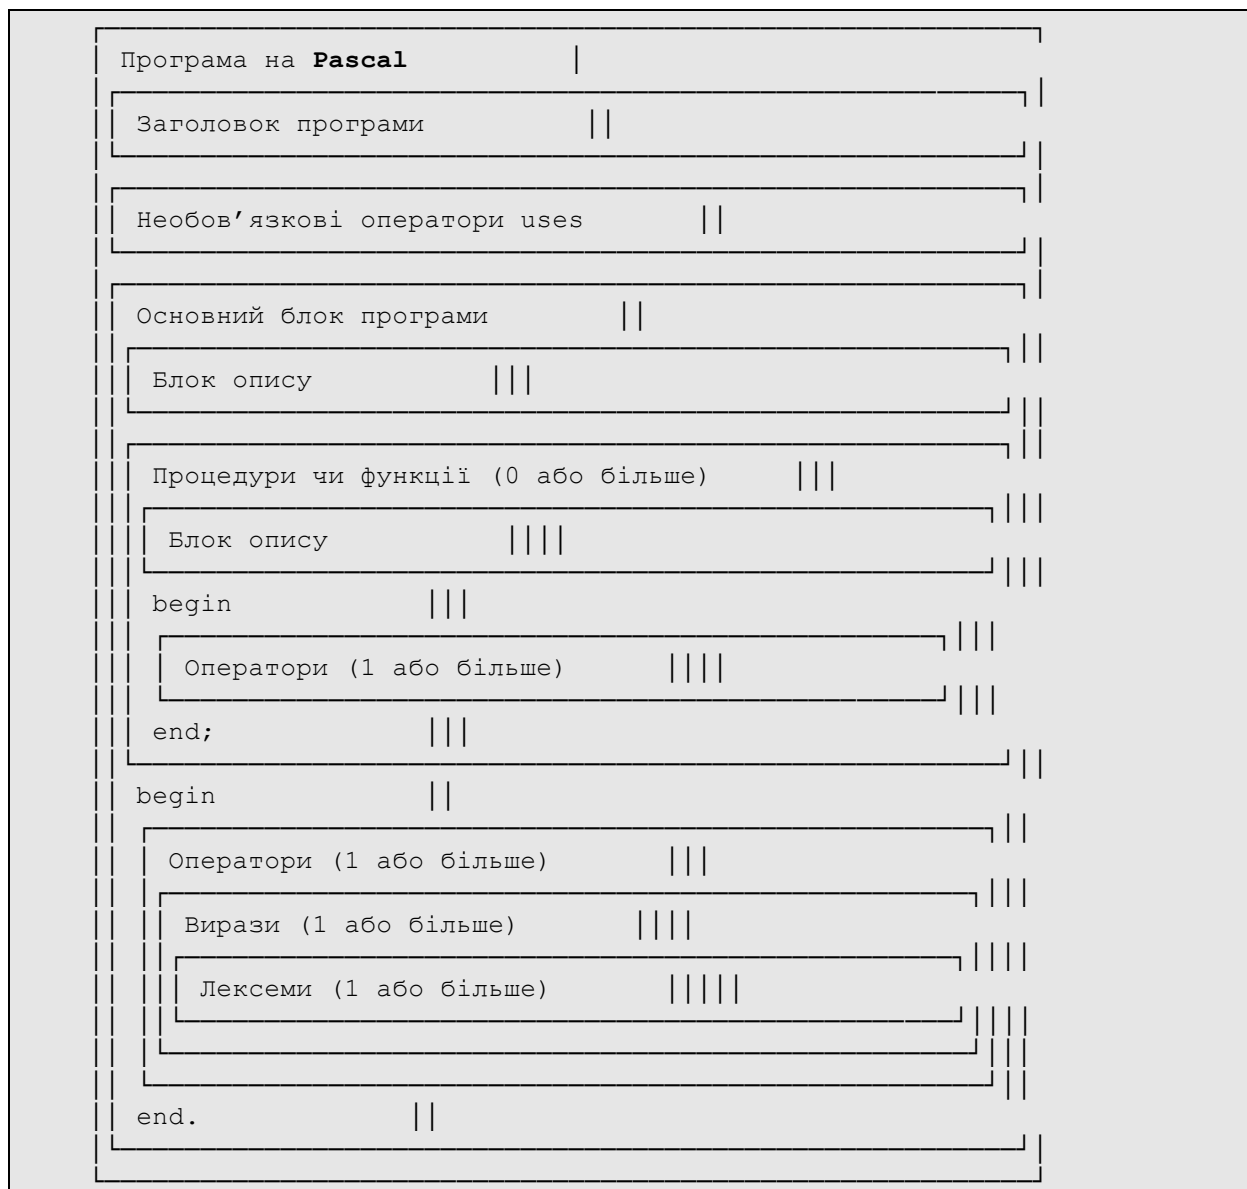 Програма на Pascal
Заголовок програми
Необов’язкові оператори uses
Основний блок програми
Блок опису
Процедури чи функції (0 або більше)
Блок опису
begin
Оператори (1 або більше)
end;
begin
Оператори (1 або більше)
Вирази (1 або більше)
Лексеми (1 або більше)
end.